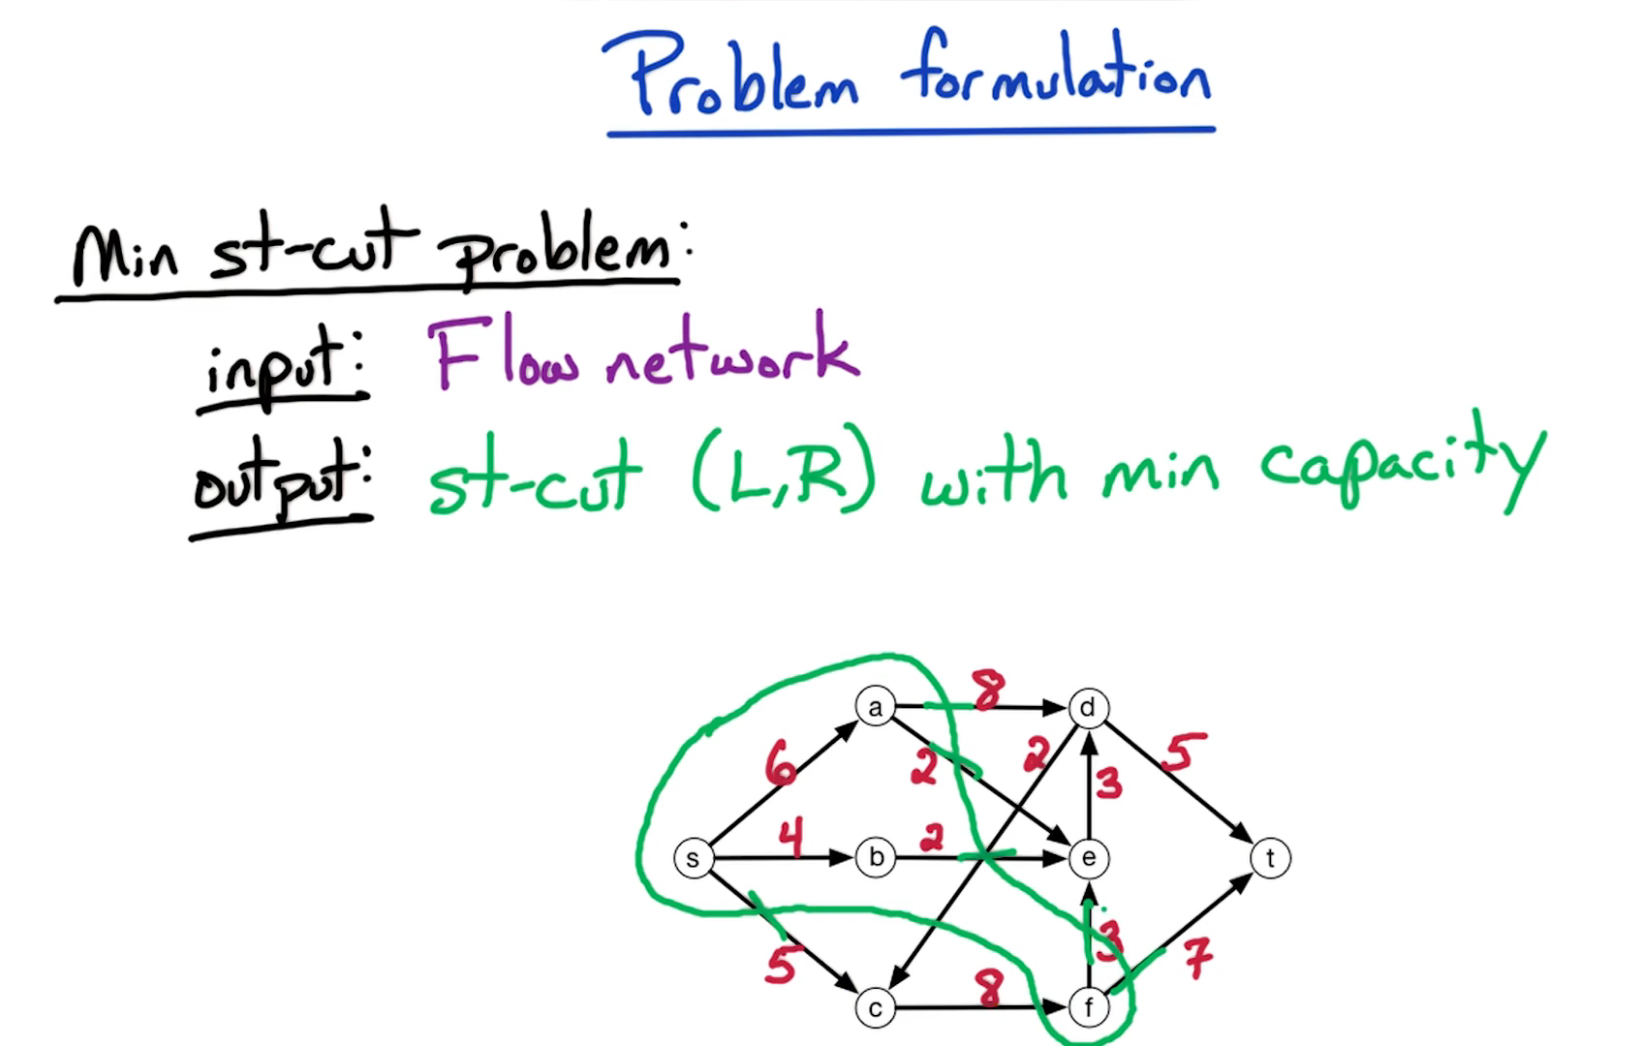 Problem formulation
Min st-cut problem:
input: Flow network
output: st-cut (L,R) with min capacity
a 8 d
6 2 2 3 5
s 4 b 2 e t
5 3 7
c 8 f